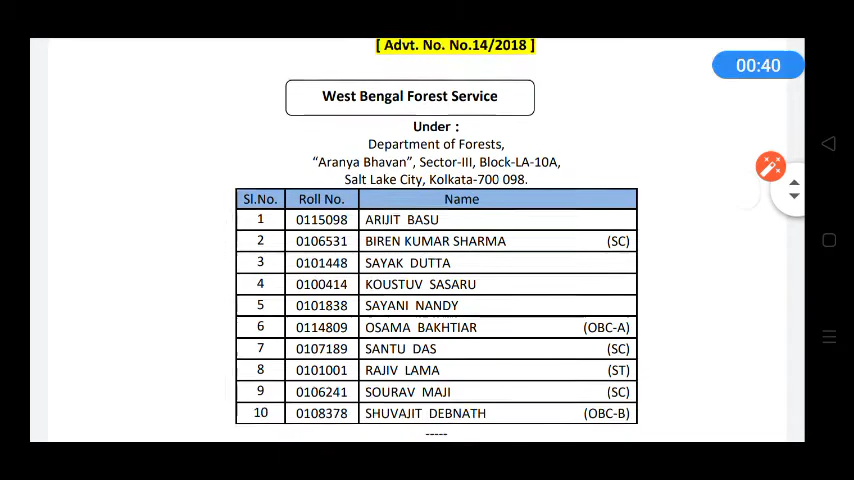 [ Advt. No. No.14/2018 ]
00:40
West Bengal Forest Service
Under :
Department of Forests,
“Aranya Bhavan”, Sector-III, Block-LA-10A,
Salt Lake City, Kolkata-700 098.
Sl.No. Roll No. Name
1 0115098 ARIJIT BASU
2 0106531 BIREN KUMAR SHARMA (SC)
3 0101448 SAYAK DUTTA
4 0100414 KOUSTUV SASARU
5 0101838 SAYANI NANDY
6 0114809 OSAMA BAKHTIAR (OBC-A)
7 0107189 SANTU DAS (SC)
8 0101001 RAJIV LAMA (ST)
9 0106241 SOURAV MAJI (SC)
10 0108378 SHUVAJIT DEBNATH (OBC-B)
-----